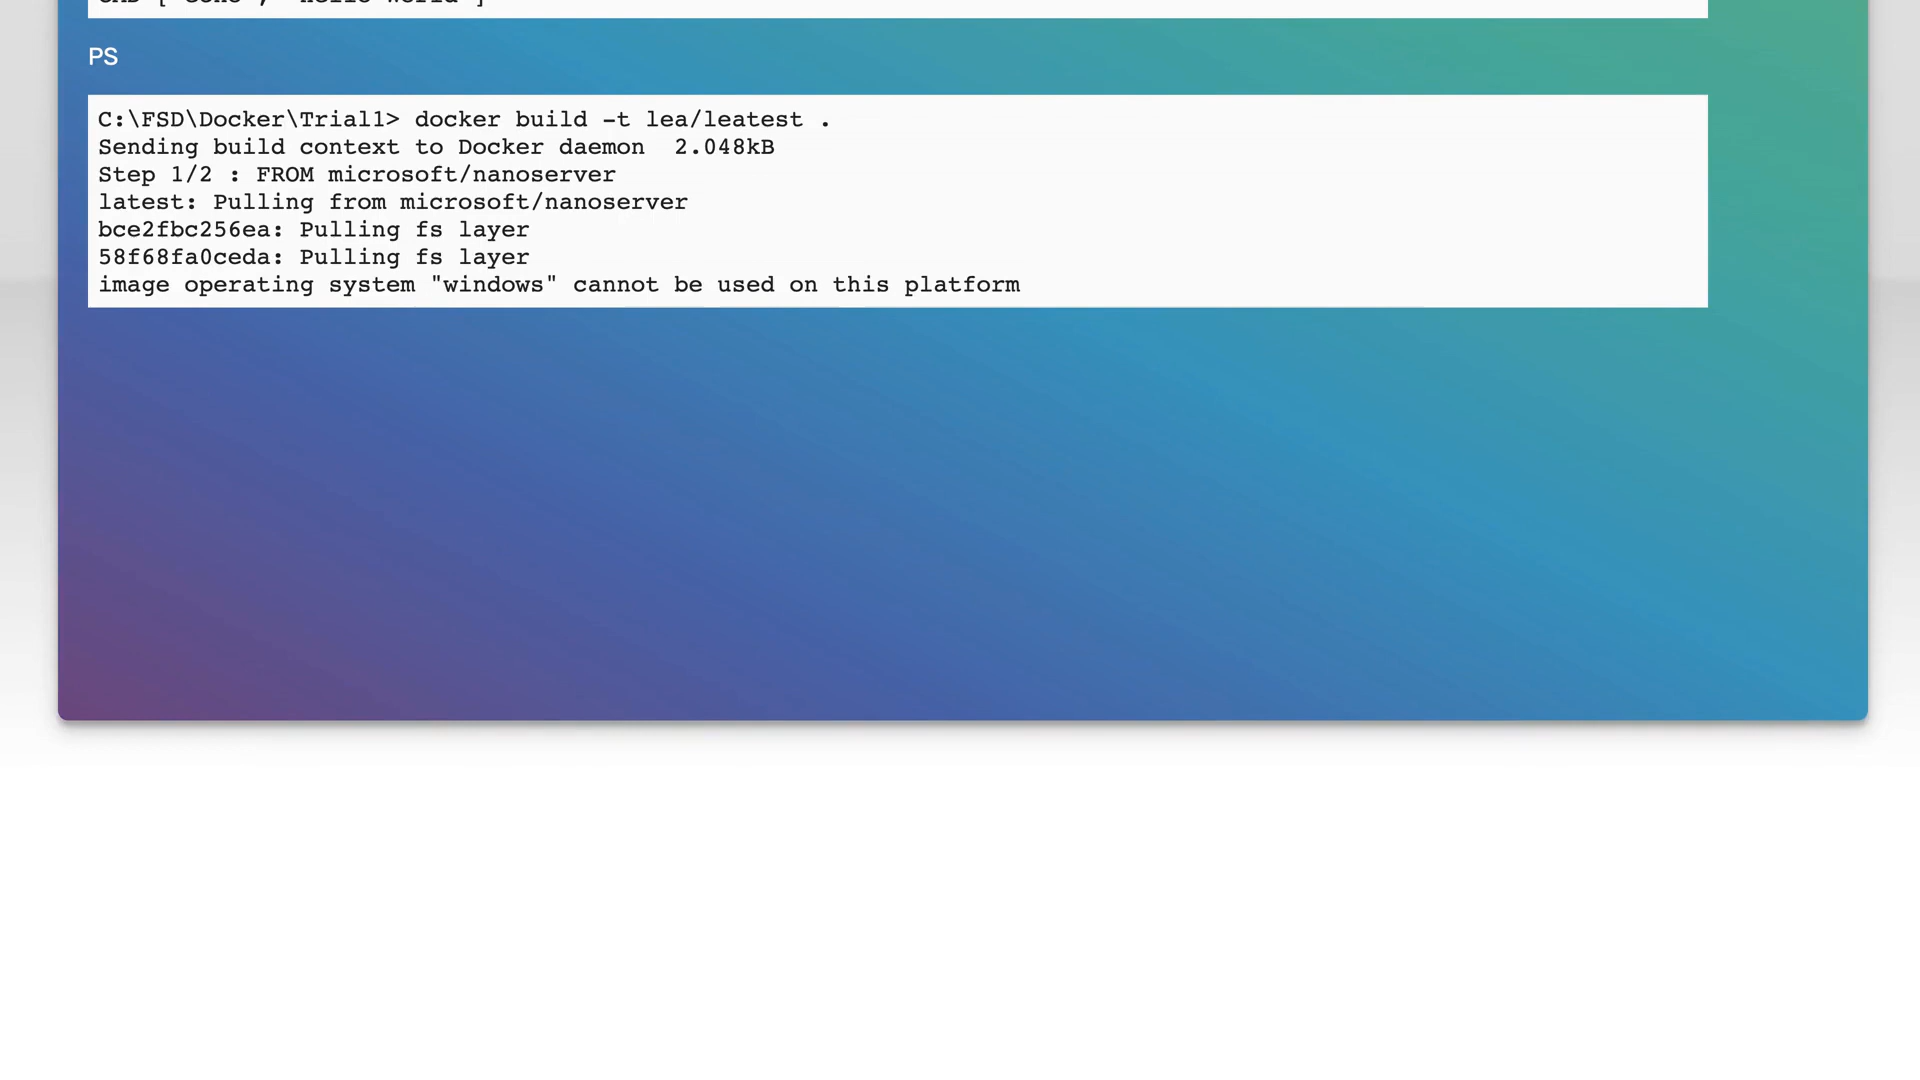 PS
C:\FSD\Docker\Trial1> docker build -t lea/leatest .
Sending build context to Docker daemon  2.048kB
Step 1/2 : FROM microsoft/nanoserver
latest: Pulling from microsoft/nanoserver
bce2fbc256ea: Pulling fs layer
58f68fa0ceda: Pulling fs layer
image operating system "windows" cannot be used on this platform